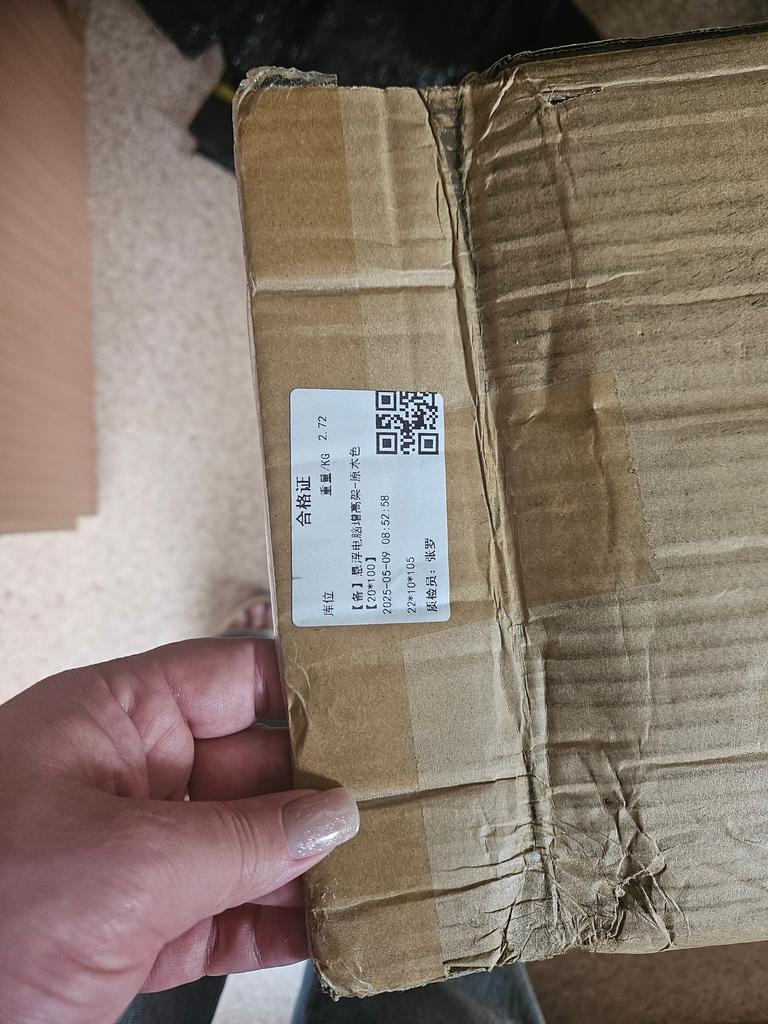 合格证
库位 重量/KG 2.72
【备】悬浮电脑增高架-原木色
【20*100】
2025-05-09 08:52:58
22*10*105
质检员: 张罗